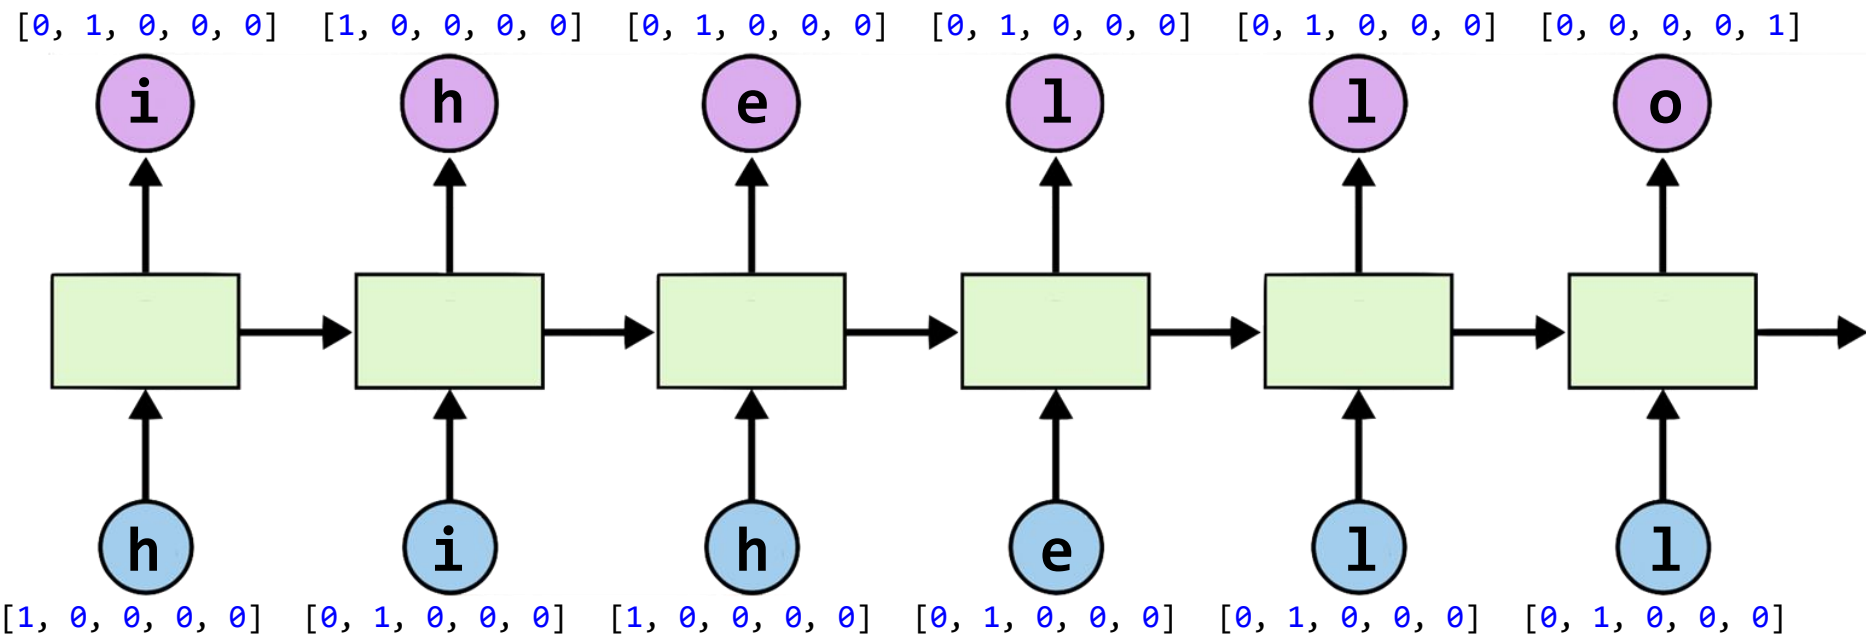 [0, 1, 0, 0, 0] [1, 0, 0, 0, 0] [0, 1, 0, 0, 0] [0, 1, 0, 0, 0] [0, 1, 0, 0, 0] [0, 0, 0, 0, 1]
i h e l l o
h i h e l l
[1, 0, 0, 0, 0] [0, 1, 0, 0, 0] [1, 0, 0, 0, 0] [0, 1, 0, 0, 0] [0, 1, 0, 0, 0] [0, 1, 0, 0, 0]